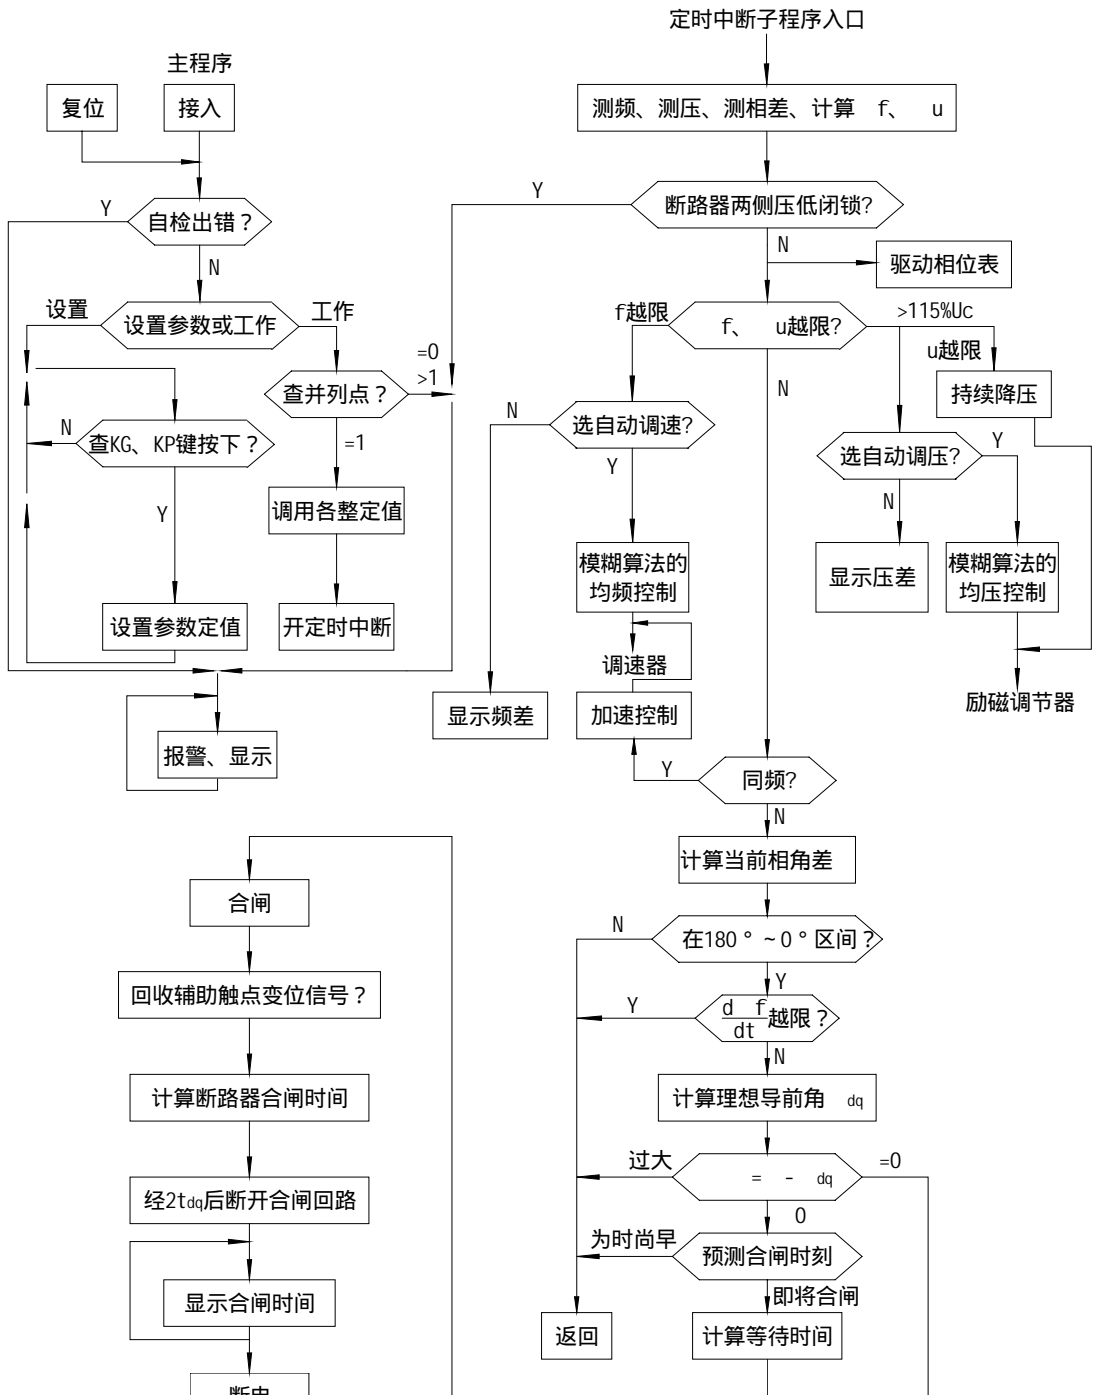 定时中断子程序入口
主程序
复位
接入
测频、测压、测相差、计算 f、 u
Y
断路器两侧压低闭锁?
Y
自检出错？
N
N
驱动相位表
设置
设置参数或工作
工作
f越限
f、 u越限?
>115%Uc
u越限
=0
>1
查并列点？
N
持续降压
N
查KG、KP键按下？
=1
N
选自动调速?
Y
选自动调压?
Y
N
Y
调用各整定值
模糊算法的
均频控制
显示压差
模糊算法的
均压控制
设置参数定值
开定时中断
调速器
显示频差
加速控制
励磁调节器
报警、显示
Y
同频?
N
计算当前相角差
合闸
N
在180°~0°区间？
Y
回收辅助触点变位信号？
Y
d f
dt
越限？
N
计算断路器合闸时间
计算理想导前角 dq
过大
= - dq
=0
经2tdq后断开合闸回路
0
为时尚早
预测合闸时刻
即将合闸
显示合闸时间
返回
计算等待时间